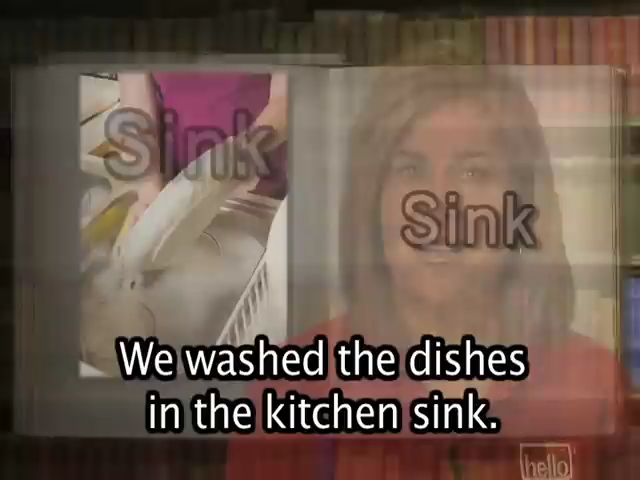 Sink
Sink
We washed the dishes
in the kitchen sink.
hello